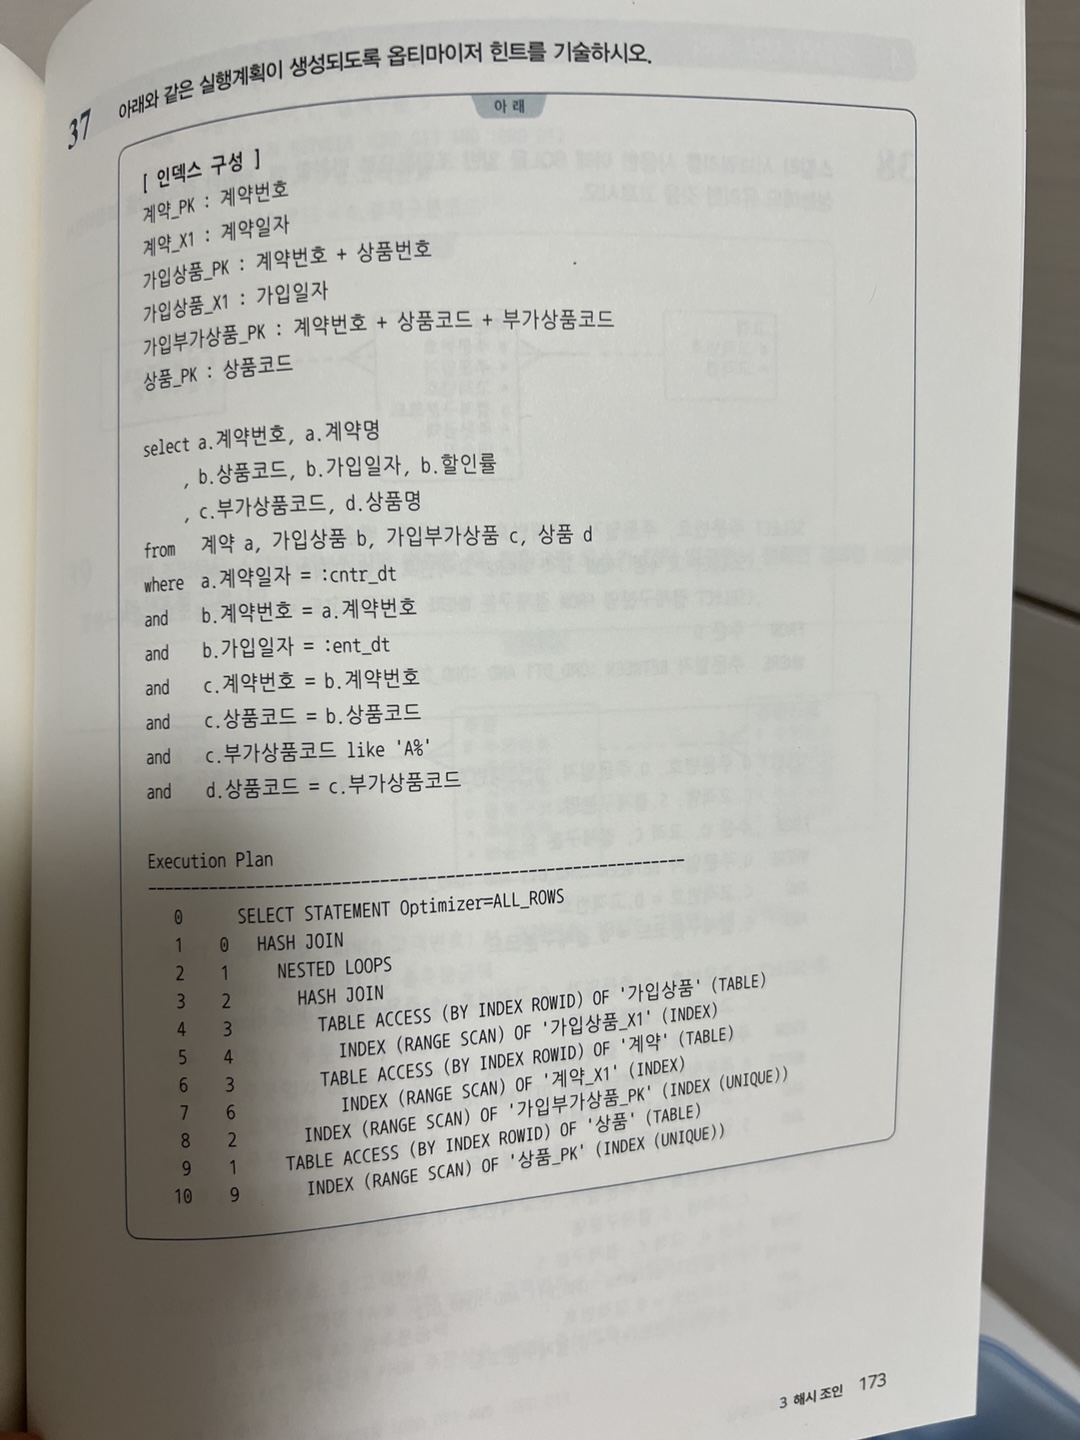 37 아래와 같은 실행계획이 생성되도록 옵티마이저 힌트를 기술하시오.
아래
[ 인덱스 구성 ]
계약_PK : 계약번호
계약_X1 : 계약일자
가입상품_PK : 계약번호 + 상품번호
가입상품_X1 : 가입일자
가입부가상품_PK : 계약번호 + 상품코드 + 부가상품코드
상품_PK : 상품코드
select a.계약번호, a.계약명
, b.상품코드, b.가입일자, b.할인률
, c.부가상품코드, d.상품명
from 계약 a, 가입상품 b, 가입부가상품 c, 상품 d
where a.계약일자 = :cntr_dt
and b.계약번호 = a.계약번호
and b.가입일자 = :ent_dt
and c.계약번호 = b.계약번호
and c.상품코드 = b.상품코드
and c.부가상품코드 like 'A%'
and d.상품코드 = c.부가상품코드
Execution Plan
--------------------------------------------------------------
0 SELECT STATEMENT Optimizer=ALL_ROWS
1 0 HASH JOIN
2 1 NESTED LOOPS
3 2 HASH JOIN
4 3 TABLE ACCESS (BY INDEX ROWID) OF '가입상품' (TABLE)
5 4 INDEX (RANGE SCAN) OF '가입상품_X1' (INDEX)
6 3 TABLE ACCESS (BY INDEX ROWID) OF '계약' (TABLE)
7 6 INDEX (RANGE SCAN) OF '계약_X1' (INDEX)
8 2 INDEX (RANGE SCAN) OF '가입부가상품_PK' (INDEX (UNIQUE))
9 1 TABLE ACCESS (BY INDEX ROWID) OF '상품' (TABLE)
10 9 INDEX (RANGE SCAN) OF '상품_PK' (INDEX (UNIQUE))
3 해시 조인 173